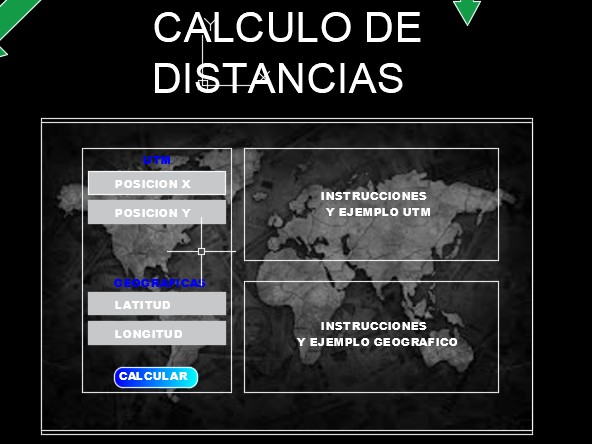 CALCULO DE
DISTANCIAS
UTM
POSICION X
POSICION Y
GEOGRAFICAS
LATITUD
LONGITUD
CALCULAR
INSTRUCCIONES
Y EJEMPLO UTM
INSTRUCCIONES
Y EJEMPLO GEOGRAFICO
Y
X